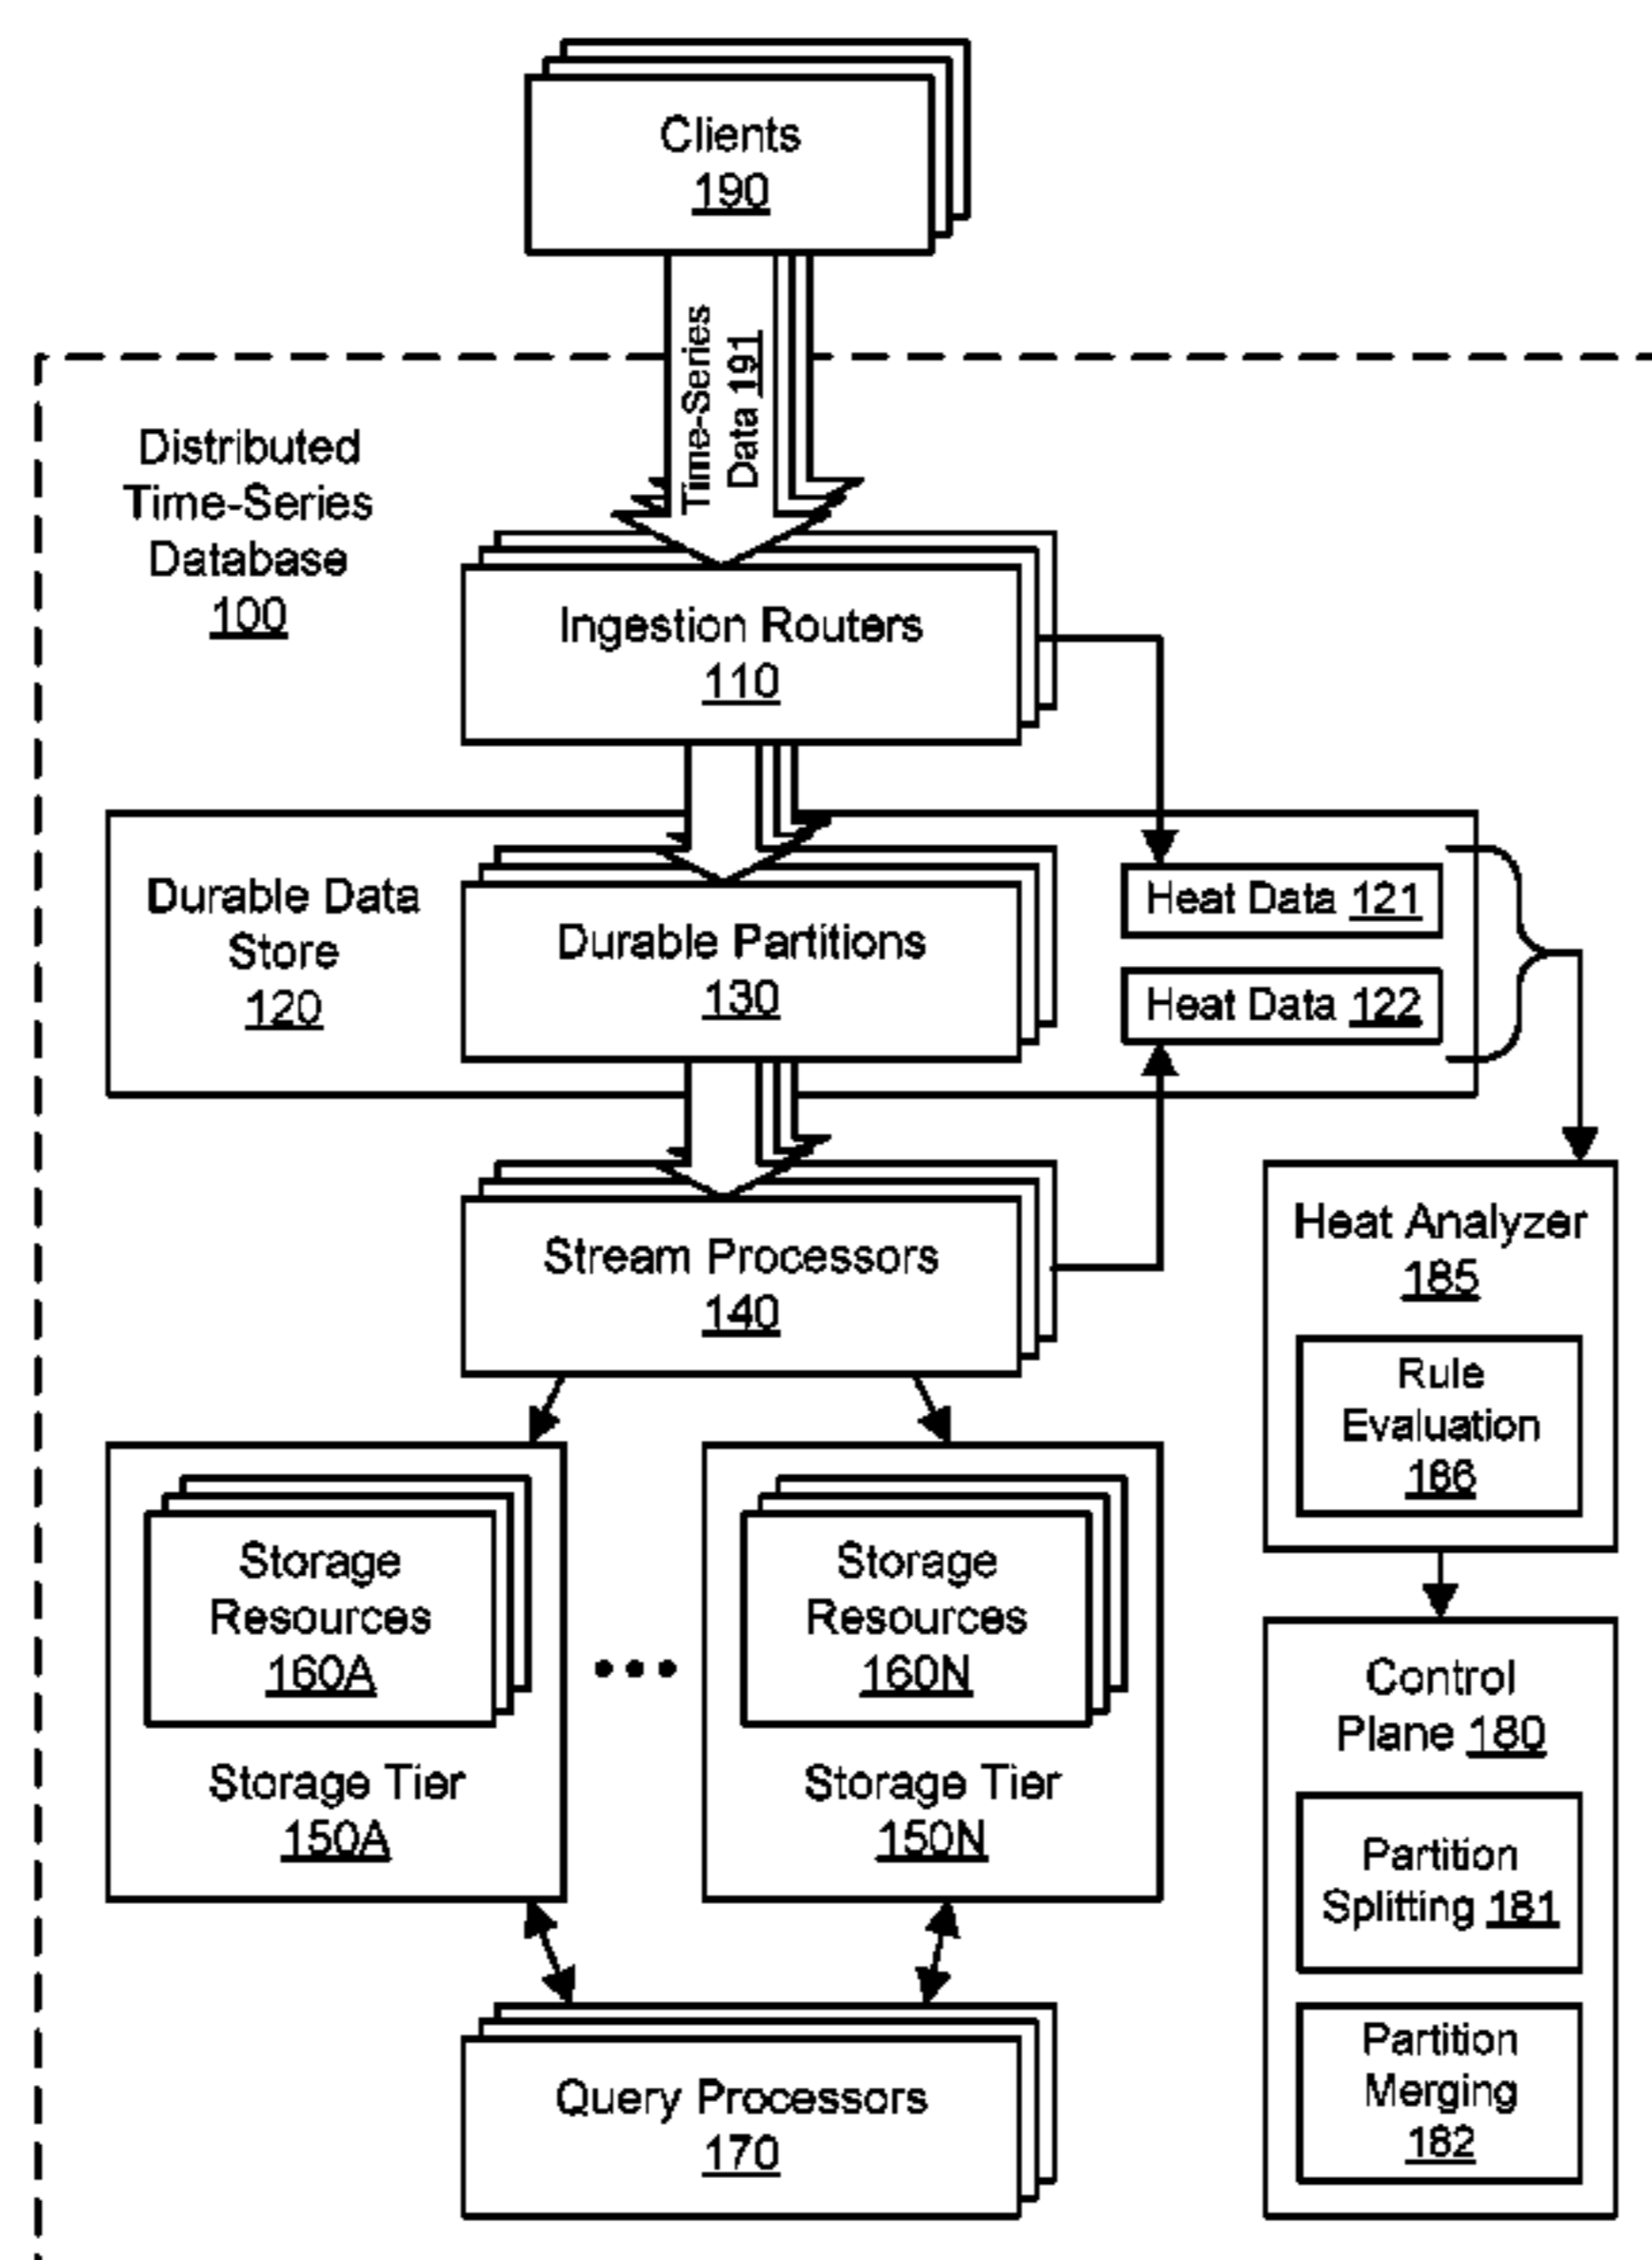 Clients
190
Time-Series
Data 191
Distributed
Time-Series
Database
100
Ingestion Routers
110
Durable Data
Store
120
Durable Partitions
130
Heat Data 121
Heat Data 122
Stream Processors
140
Heat Analyzer
185
Rule
Evaluation
186
Storage
Resources
160A
Storage Tier
150A
Storage
Resources
160N
Storage Tier
150N
Control
Plane 180
Partition
Splitting 181
Partition
Merging
182
Query Processors
170